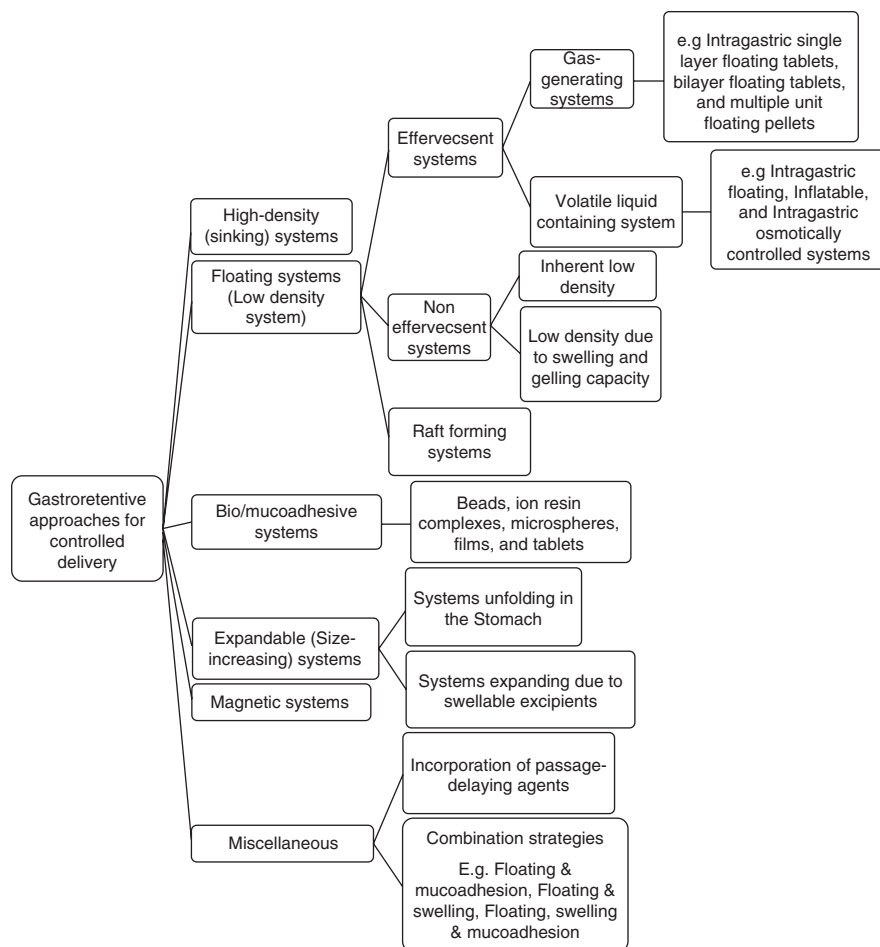 Gastroretentive
approaches for
controlled
delivery
High-density
(sinking) systems
Floating systems
(Low density
system)
Effervecsent
systems
Gas-
generating
systems
e.g Intragastric single
layer floating tablets,
bilayer floating tablets,
and multiple unit
floating pellets
Volatile liquid
containing system
e.g Intragastric
floating, Inflatable,
and Intragastric
osmotically
controlled systems
Non
effervecsent
systems
Inherent low
density
Low density due
to swelling and
gelling capacity
Raft forming
systems
Bio/mucoadhesive
systems
Beads, ion resin
complexes, microspheres,
films, and tablets
Expandable (Size-
increasing) systems
Systems unfolding in
the Stomach
Systems expanding due to
swellable excipients
Magnetic systems
Miscellaneous
Incorporation of passage-
delaying agents
Combination strategies
E.g. Floating &
mucoadhesion, Floating &
swelling, Floating, swelling
& mucoadhesion